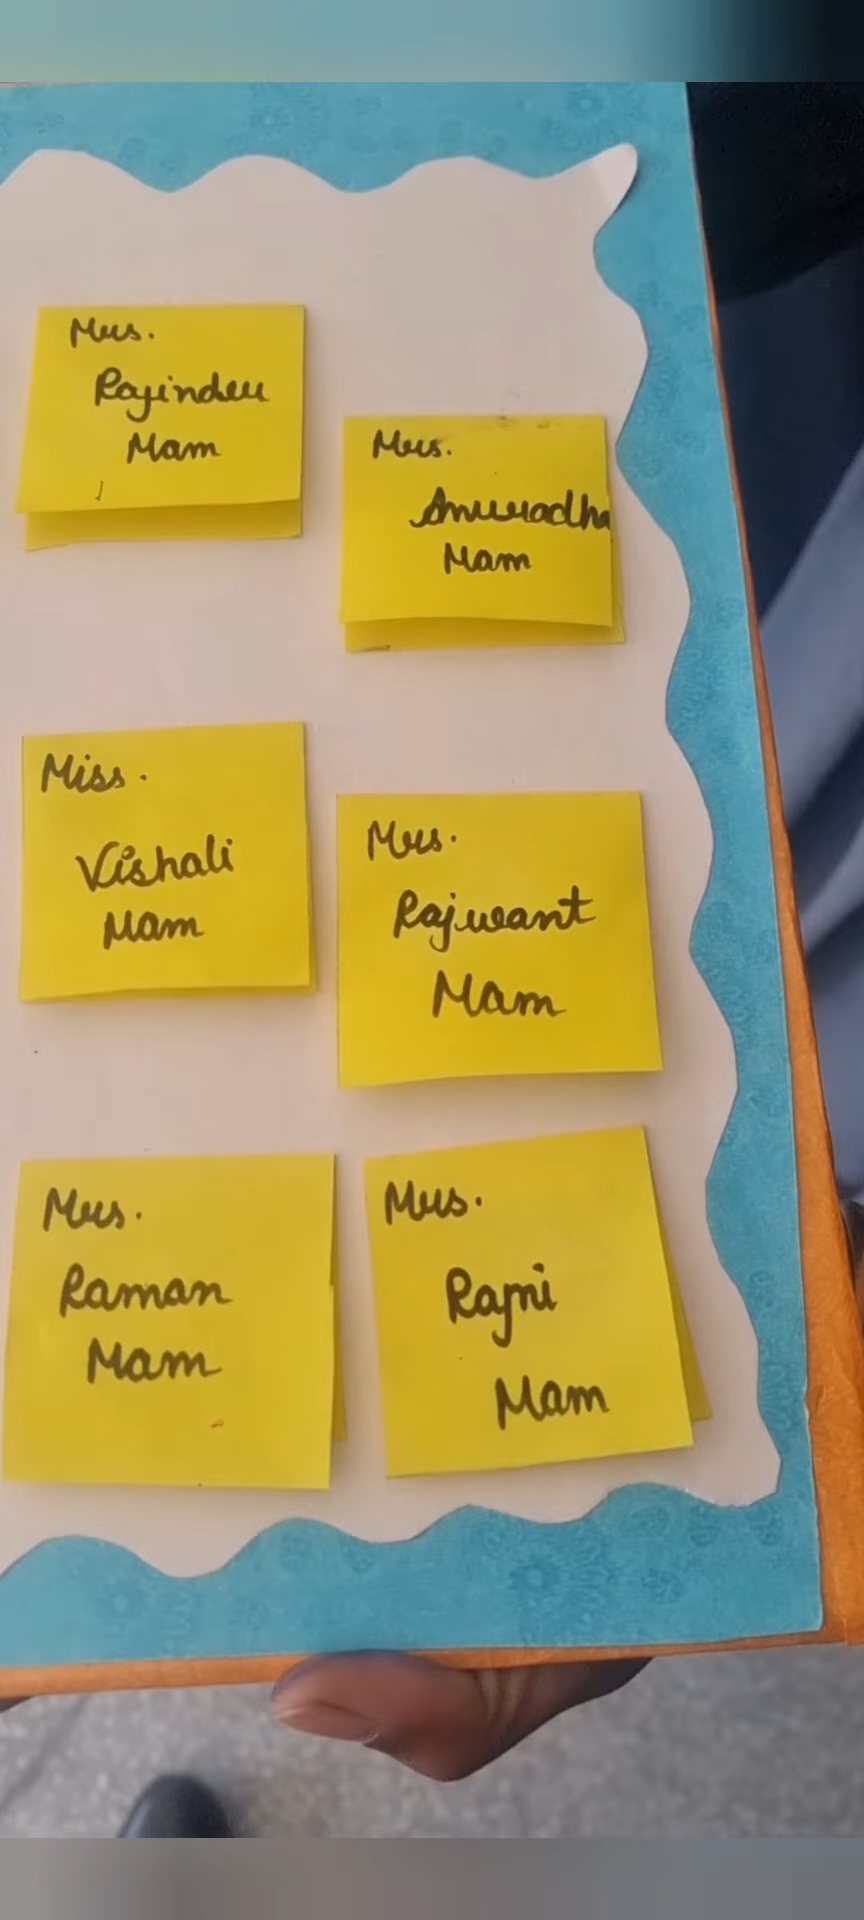 Mrs.
Rajinder
Mam
Mrs.
Anuradha
Mam
Miss.
Vishali
Mam
Mrs.
Rajwant
Mam
Mrs.
Raman
Mam
Mrs.
Rajni
Mam